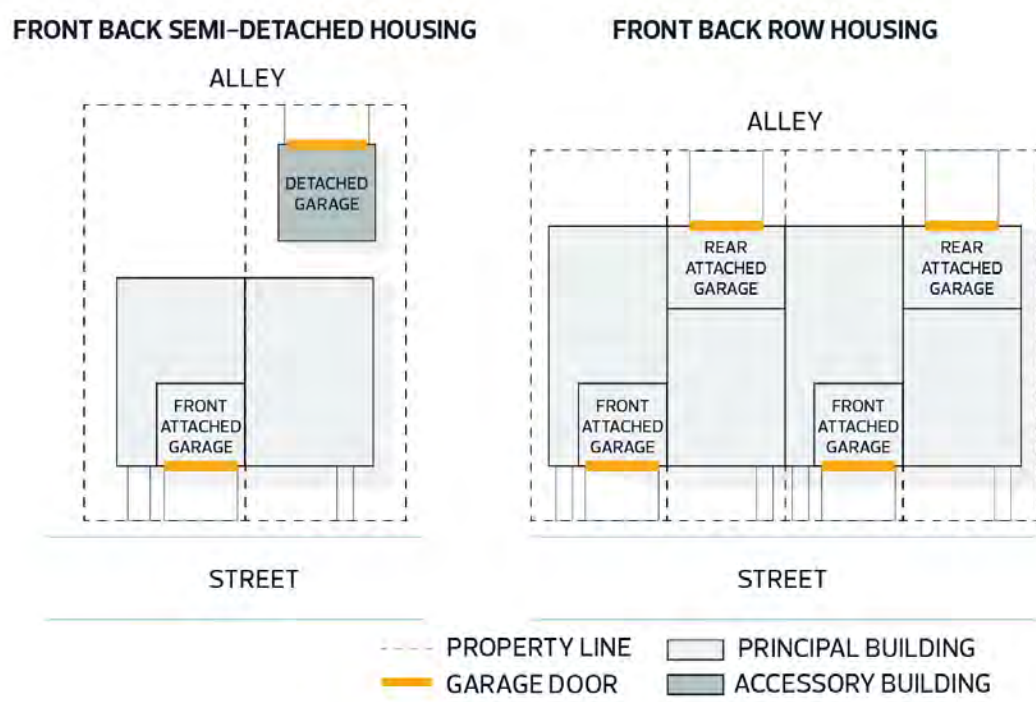 FRONT BACK SEMI-DETACHED HOUSING
ALLEY
DETACHED
GARAGE
FRONT
ATTACHED
GARAGE
STREET
FRONT BACK ROW HOUSING
ALLEY
REAR
ATTACHED
GARAGE
REAR
ATTACHED
GARAGE
FRONT
ATTACHED
GARAGE
FRONT
ATTACHED
GARAGE
STREET
PROPERTY LINE
PRINCIPAL BUILDING
GARAGE DOOR
ACCESSORY BUILDING